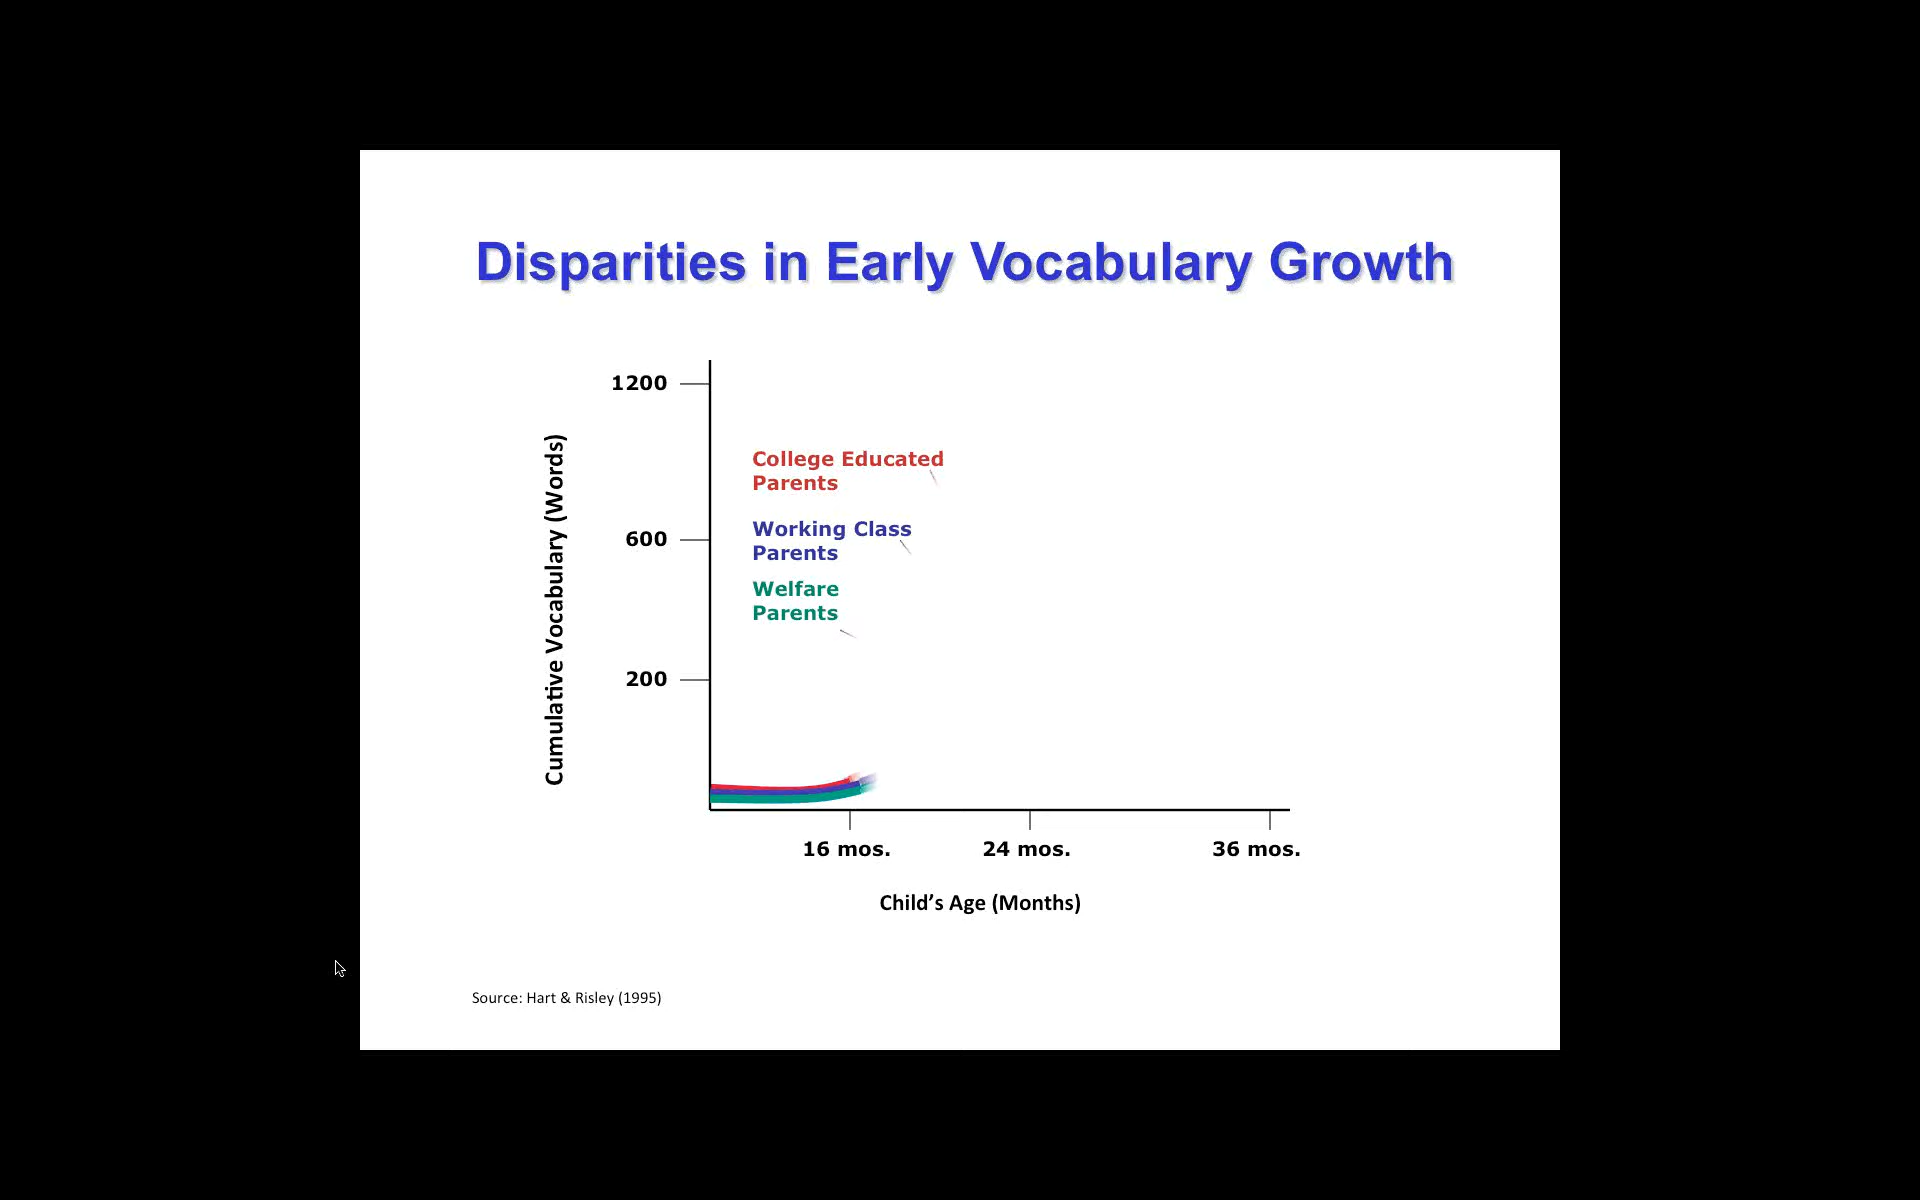 Disparities in Early Vocabulary Growth
1200
600
200
Cumulative Vocabulary (Words)
College Educated
Parents
Working Class
Parents
Welfare
Parents
16 mos.
24 mos.
36 mos.
Child’s Age (Months)
Source: Hart & Risley (1995)